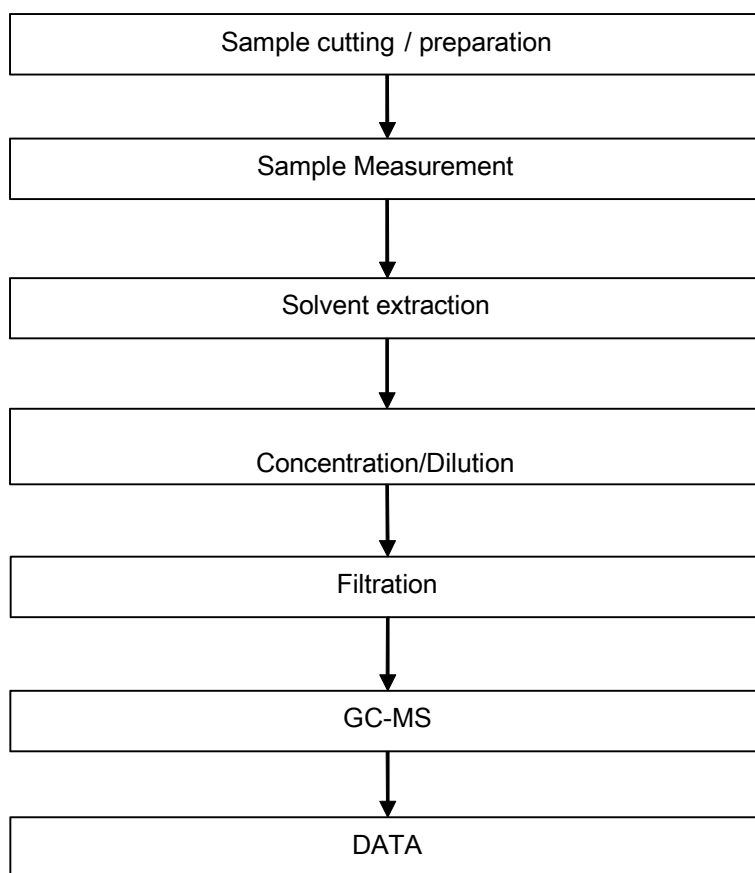 Sample cutting / preparation
Sample Measurement
Solvent extraction
Concentration/Dilution
Filtration
GC-MS
DATA